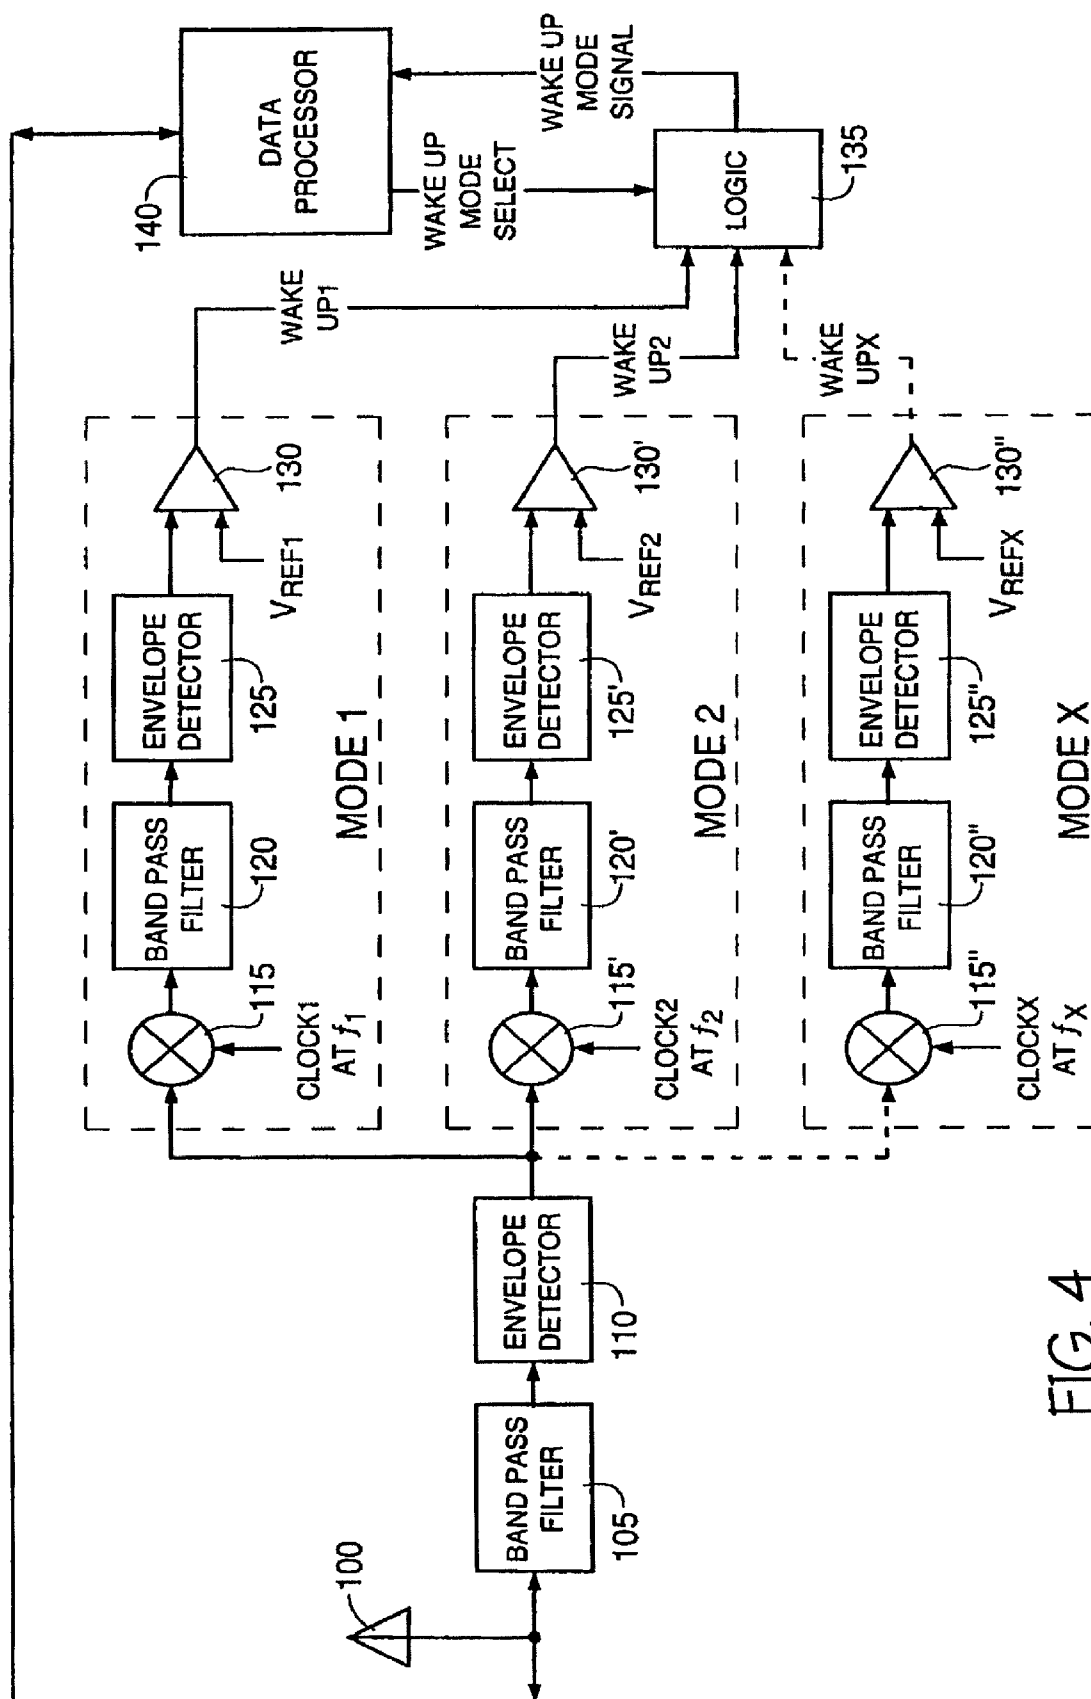 140
DATA
PROCESSOR
WAKE UP
MODE
SELECT
WAKE UP
MODE
SIGNAL
LOGIC
135
WAKE
UP1
WAKE
UP2
WAKE
UPX
100
BAND PASS
FILTER
105
ENVELOPE
DETECTOR
110
115
CLOCK1
AT f1
BAND PASS
FILTER
120
ENVELOPE
DETECTOR
125
VREF1
130
MODE 1
115'
CLOCK2
AT f2
BAND PASS
FILTER
120'
ENVELOPE
DETECTOR
125'
VREF2
130'
MODE 2
115"
CLOCKX
AT fX
BAND PASS
FILTER
120"
ENVELOPE
DETECTOR
125"
VREFX
130"
MODE X
FIG. 4